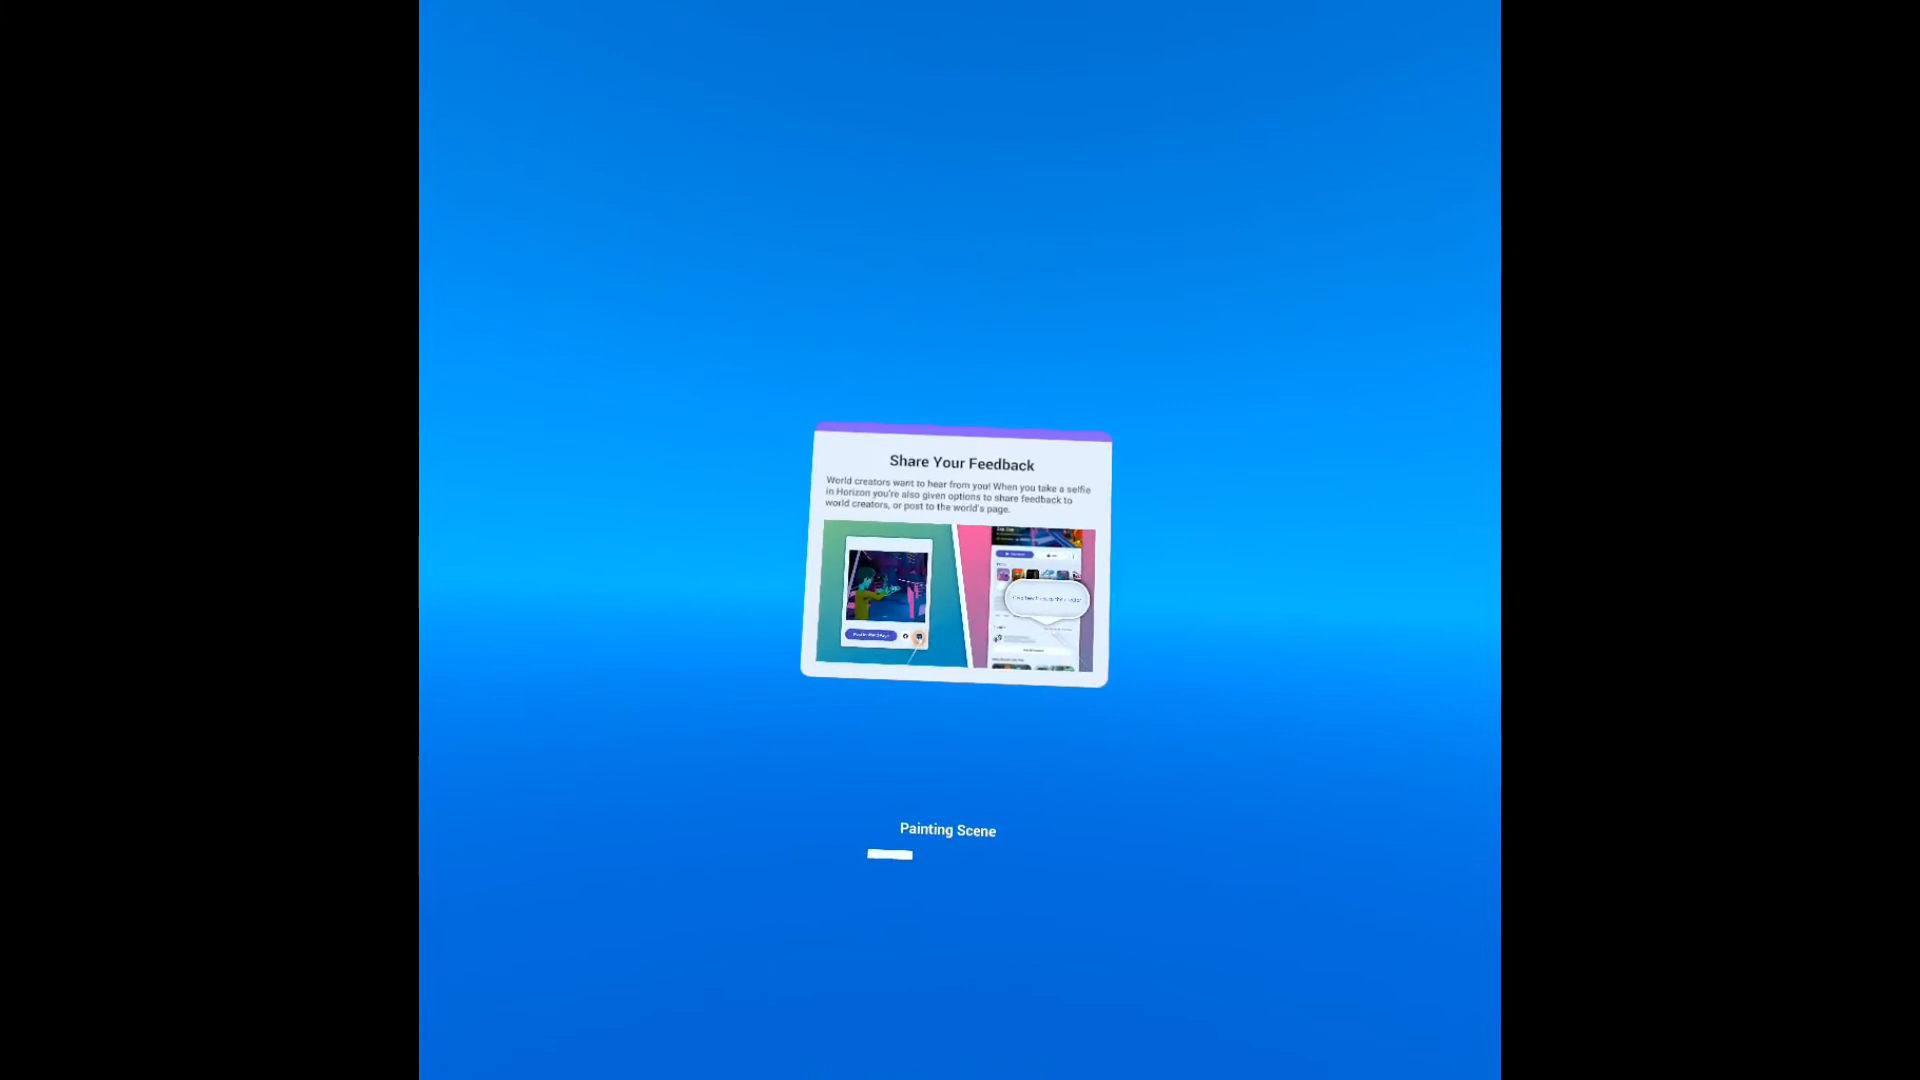 Share Your Feedback
World creators want to hear from you! When you take a selfie
in Horizon you're also given options to share feedback to
world creators, or post to the world's page.
Painting Scene